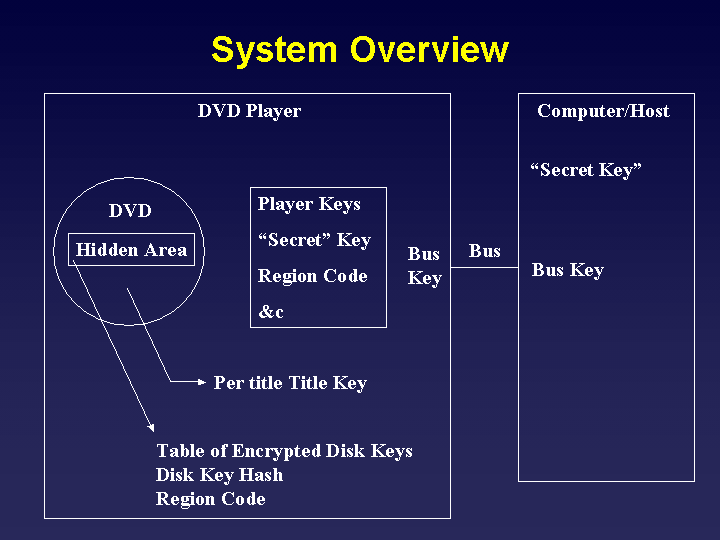 System Overview
DVD Player
Computer/Host
“Secret Key”
DVD
Hidden Area
Player Keys
“Secret” Key
Region Code
&c
Bus
Key
Bus
Bus Key
Per title Title Key
Table of Encrypted Disk Keys
Disk Key Hash
Region Code